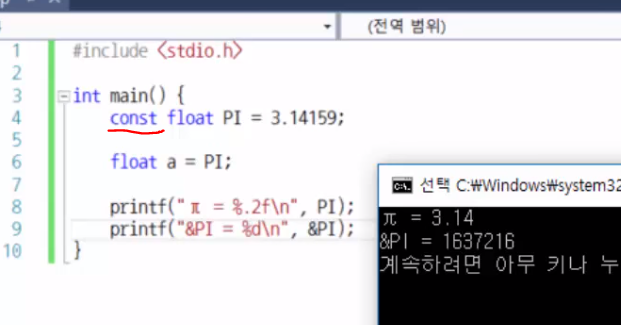 (전역 범위)
1 #include <stdio.h>
2
3 int main() {
4 const float PI = 3.14159;
5
6 float a = PI;
7
8 printf("π = %.2f\n", PI);
9 printf("&PI = %d\n", &PI);
10 }
선택 C:₩Windows₩system32
π = 3.14
&PI = 1637216
계속하려면 아무 키나 누